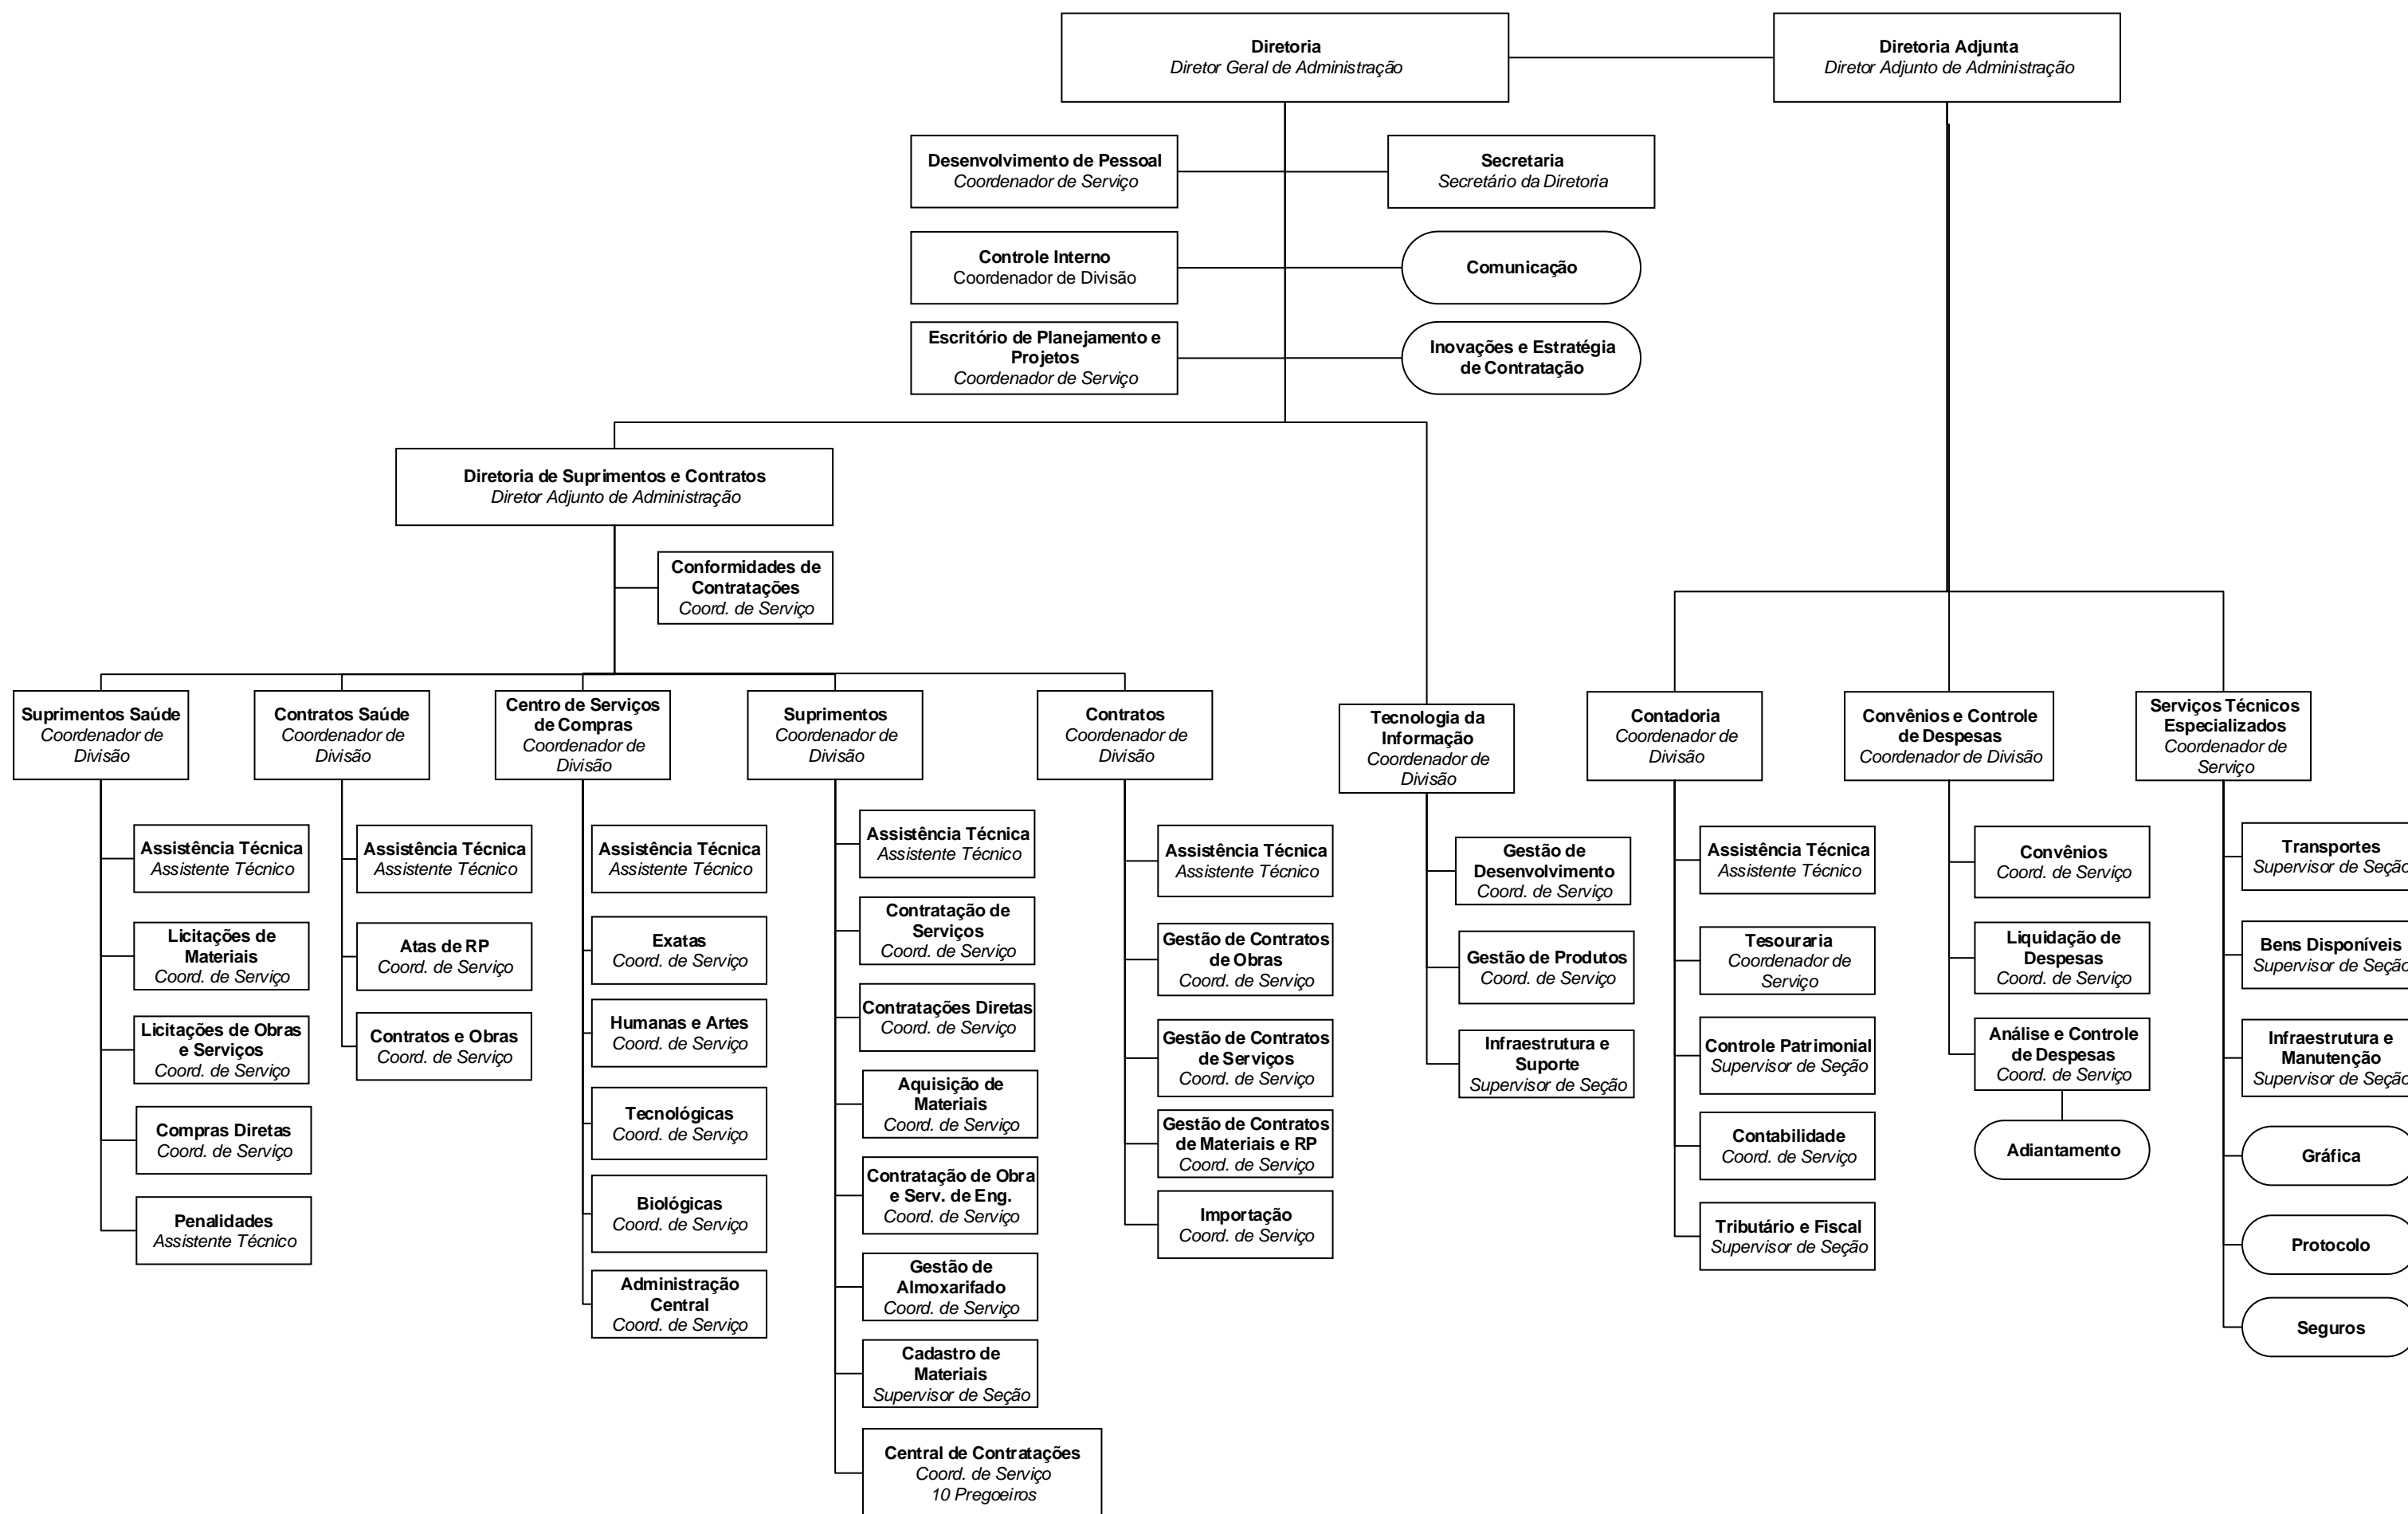 Diretoria
Diretor Geral de Administração
Diretoria Adjunta
Diretor Adjunto de Administração
Desenvolvimento de Pessoal
Coordenador de Serviço
Secretaria
Secretário da Diretoria
Controle Interno
Coordenador de Divisão
Comunicação
Escritório de Planejamento e
Projetos
Coordenador de Serviço
Inovações e Estratégia
de Contratação
Diretoria de Suprimentos e Contratos
Diretor Adjunto de Administração
Conformidades de
Contratações
Coord. de Serviço
Suprimentos Saúde
Coordenador de
Divisão
Assistência Técnica
Assistente Técnico
Licitações de
Materiais
Coord. de Serviço
Licitações de Obras
e Serviços
Coord. de Serviço
Compras Diretas
Coord. de Serviço
Penalidades
Assistente Técnico
Contratos Saúde
Coordenador de
Divisão
Assistência Técnica
Assistente Técnico
Atas de RP
Coord. de Serviço
Contratos e Obras
Coord. de Serviço
Centro de Serviços
de Compras
Coordenador de
Divisão
Assistência Técnica
Assistente Técnico
Exatas
Coord. de Serviço
Humanas e Artes
Coord. de Serviço
Tecnológicas
Coord. de Serviço
Biológicas
Coord. de Serviço
Administração
Central
Coord. de Serviço
Suprimentos
Coordenador de
Divisão
Assistência Técnica
Assistente Técnico
Contratação de
Serviços
Coord. de Serviço
Contratações Diretas
Coord. de Serviço
Aquisição de
Materiais
Coord. de Serviço
Contratação de Obra
e Serv. de Eng.
Coord. de Serviço
Gestão de
Almoxarifado
Coord. de Serviço
Cadastro de
Materiais
Supervisor de Seção
Central de Contratações
Coord. de Serviço
10 Pregoeiros
Contratos
Coordenador de
Divisão
Assistência Técnica
Assistente Técnico
Gestão de Contratos
de Obras
Coord. de Serviço
Gestão de Contratos
de Serviços
Coord. de Serviço
Gestão de Contratos
de Materiais e RP
Coord. de Serviço
Importação
Coord. de Serviço
Tecnologia da
Informação
Coordenador de
Divisão
Gestão de
Desenvolvimento
Coord. de Serviço
Gestão de Produtos
Coord. de Serviço
Infraestrutura e
Suporte
Supervisor de Seção
Contadoria
Coordenador de
Divisão
Assistência Técnica
Assistente Técnico
Tesouraria
Coordenador de
Serviço
Controle Patrimonial
Supervisor de Seção
Contabilidade
Coord. de Serviço
Tributário e Fiscal
Supervisor de Seção
Convênios e Controle
de Despesas
Coordenador de Divisão
Convênios
Coord. de Serviço
Liquidação de
Despesas
Coord. de Serviço
Análise e Controle
de Despesas
Coord. de Serviço
Adiantamento
Serviços Técnicos
Especializados
Coordenador de
Serviço
Transportes
Supervisor de Seção
Bens Disponíveis
Supervisor de Seção
Infraestrutura e
Manutenção
Supervisor de Seção
Gráfica
Protocolo
Seguros